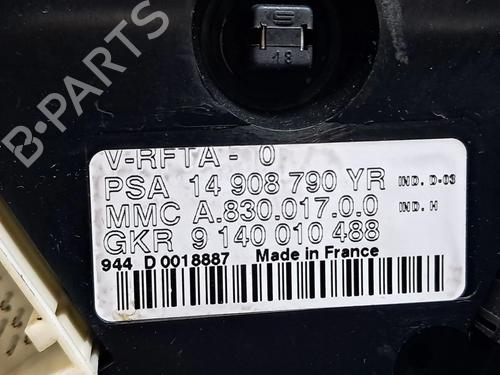 18
V-RFTA - 0
PSA 14 908 790 YR IND. D-03
MMC A.830.017.0.0 IND. H
GKR 9 140 010 488
944 D 0018887 Made in France
B-PARTS